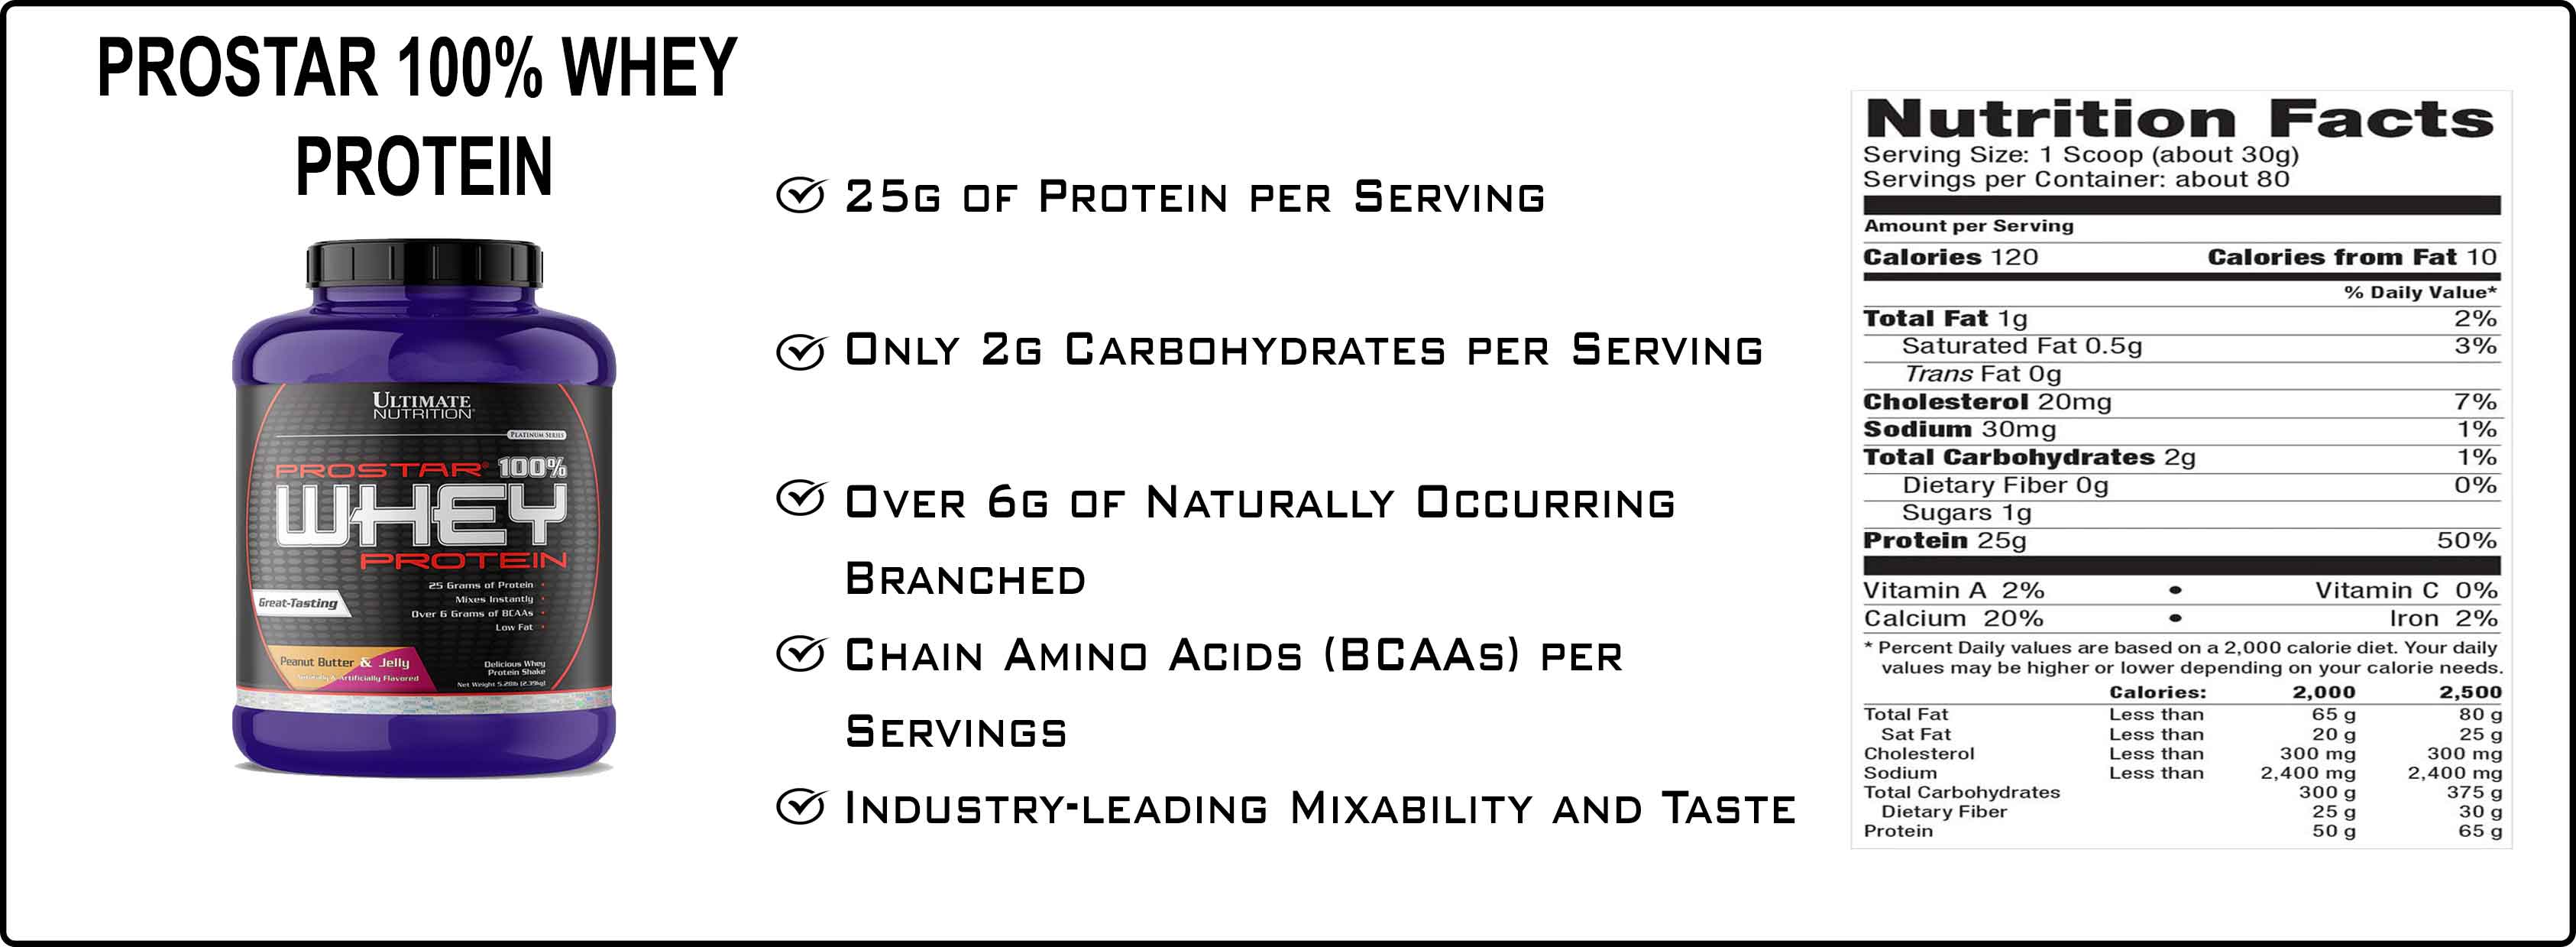 PROSTAR 100% WHEY
PROTEIN
ULTIMATE
NUTRITION
PLATINUM SERIES
PROSTAR® 100%
WHEY
PROTEIN
25 Grams of Protein
Mixes Instantly
Over 6 Grams of BCAAs
Low Fat
Great-Tasting
Peanut Butter & Jelly
Naturally & Artificially Flavored
Delicious Whey
Protein Shake
Net Weight 5.28lb (2.39kg)
25G OF PROTEIN PER SERVING
ONLY 2G CARBOHYDRATES PER SERVING
OVER 6G OF NATURALLY OCCURRING
BRANCHED
CHAIN AMINO ACIDS (BCAAS) PER
SERVINGS
INDUSTRY-LEADING MIXABILITY AND TASTE
Nutrition Facts
Serving Size: 1 Scoop (about 30g)
Servings per Container: about 80
Amount per Serving
Calories 120 Calories from Fat 10
% Daily Value*
Total Fat 1g 2%
Saturated Fat 0.5g 3%
Trans Fat 0g
Cholesterol 20mg 7%
Sodium 30mg 1%
Total Carbohydrates 2g 1%
Dietary Fiber 0g 0%
Sugars 1g
Protein 25g 50%
Vitamin A 2% • Vitamin C 0%
Calcium 20% • Iron 2%
* Percent Daily values are based on a 2,000 calorie diet. Your daily
values may be higher or lower depending on your calorie needs.
Calories: 2,000 2,500
Total Fat Less than 65 g 80 g
Sat Fat Less than 20 g 25 g
Cholesterol Less than 300 mg 300 mg
Sodium Less than 2,400 mg 2,400 mg
Total Carbohydrates 300 g 375 g
Dietary Fiber 25 g 30 g
Protein 50 g 65 g